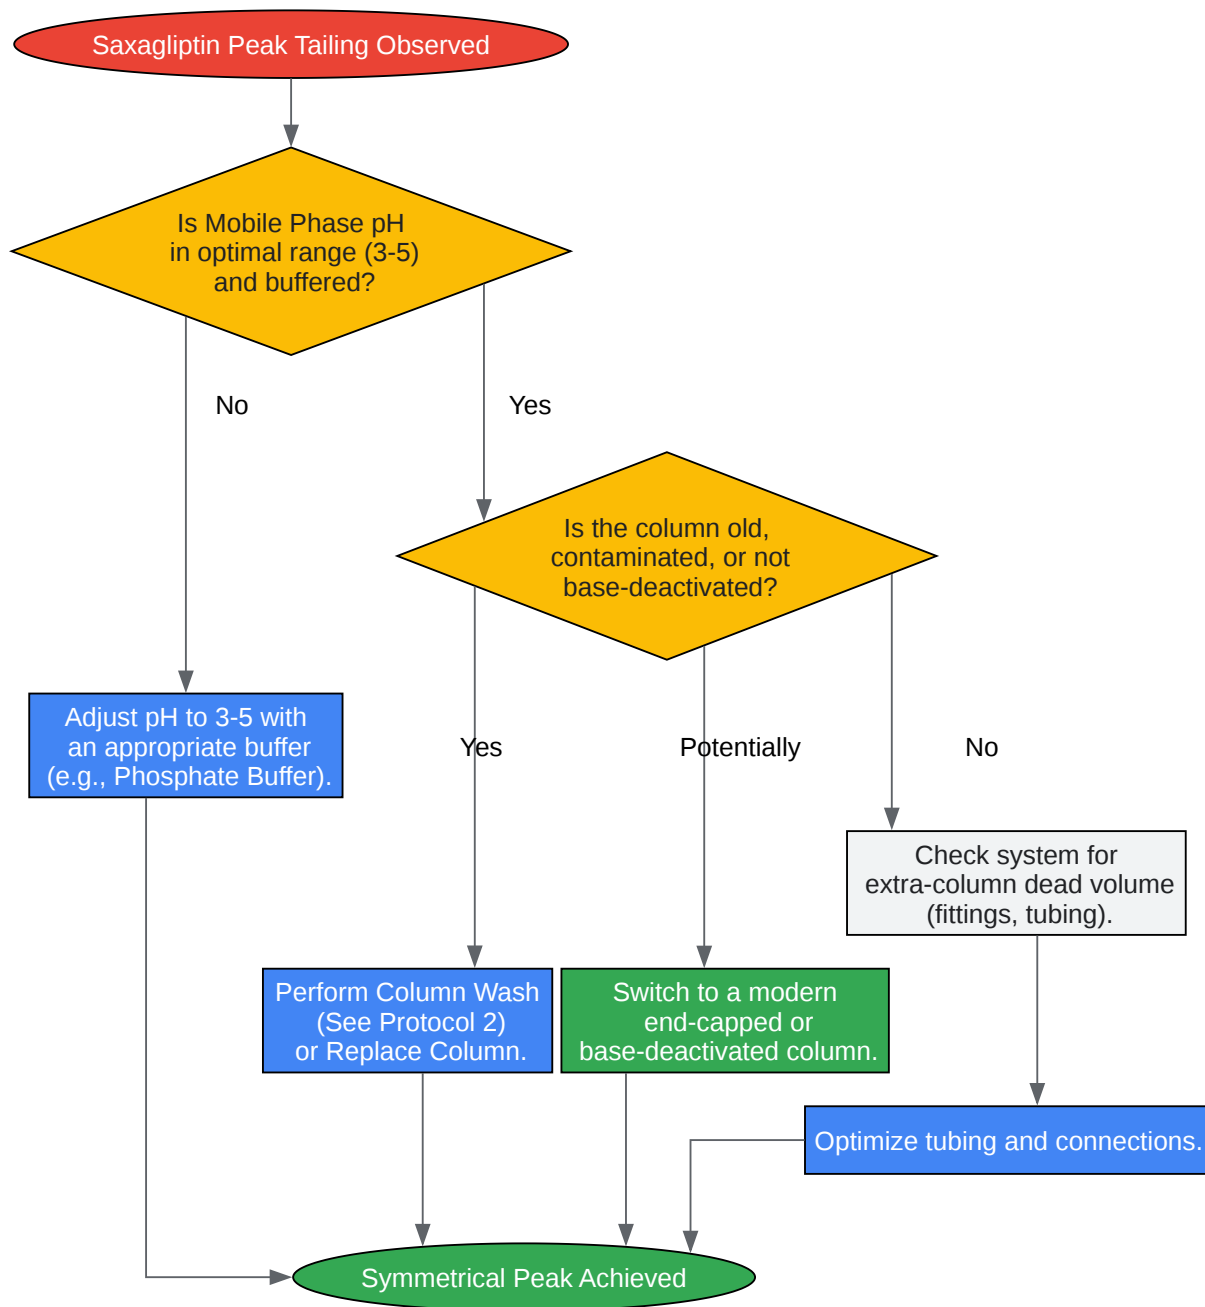 Saxagliptin Peak Tailing Observed
Is Mobile Phase pH
in optimal range (3-5)
and buffered?
No
Yes
Is the column old,
contaminated, or not
base-deactivated?
Adjust pH to 3-5 with
an appropriate buffer
(e.g., Phosphate Buffer).
Yes
Potentially
No
Check system for
extra-column dead volume
(fittings, tubing).
Perform Column Wash
(See Protocol 2)
or Replace Column.
Switch to a modern
end-capped or
base-deactivated column.
Optimize tubing and connections.
Symmetrical Peak Achieved